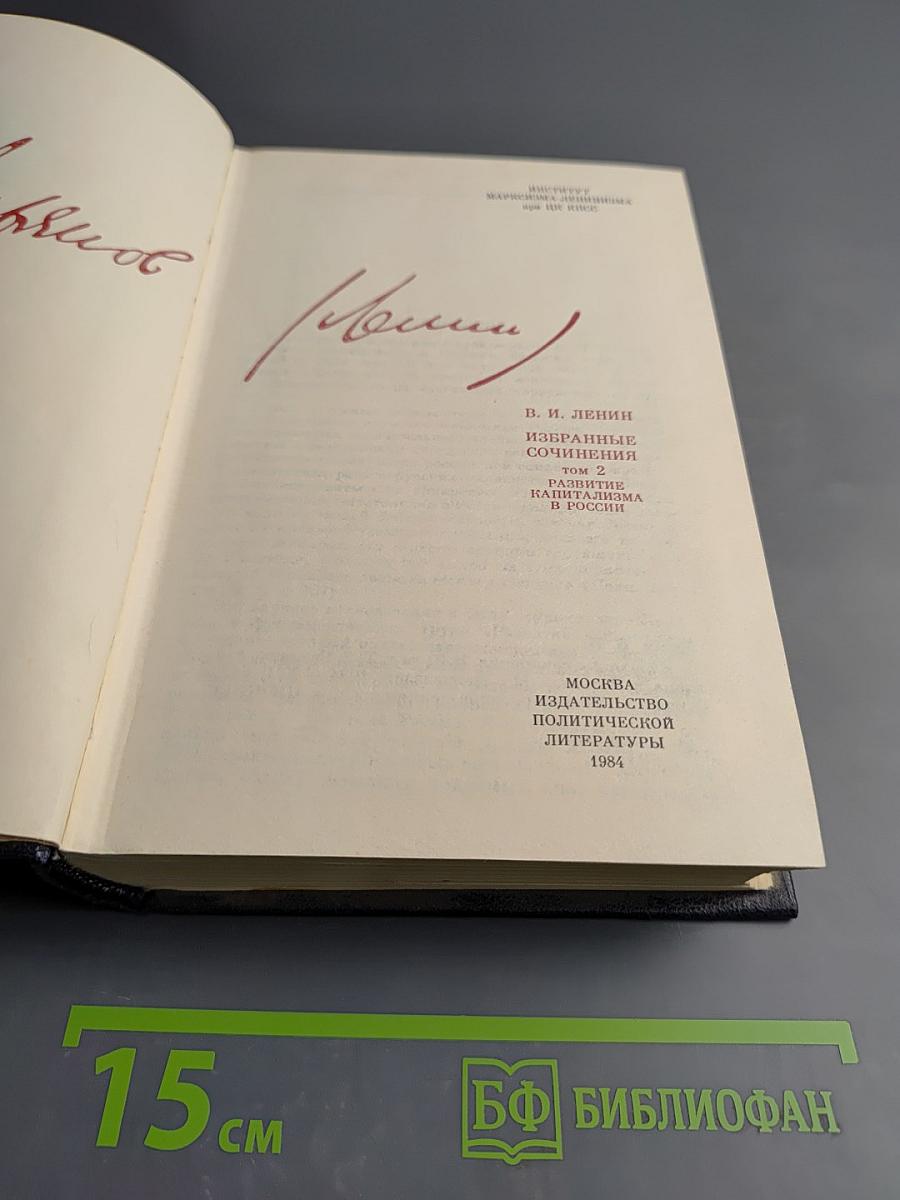 ИНСТИТУТ
МАРКСИЗМА-ЛЕНИНИЗМА
при ЦК КПСС
(Ленин)
В. И. ЛЕНИН
ИЗБРАННЫЕ
СОЧИНЕНИЯ
том 2
РАЗВИТИЕ
КАПИТАЛИЗМА
В РОССИИ
МОСКВА
ИЗДАТЕЛЬСТВО
ПОЛИТИЧЕСКОЙ
ЛИТЕРАТУРЫ
1984
15 см
БФ БИБЛИОФАН